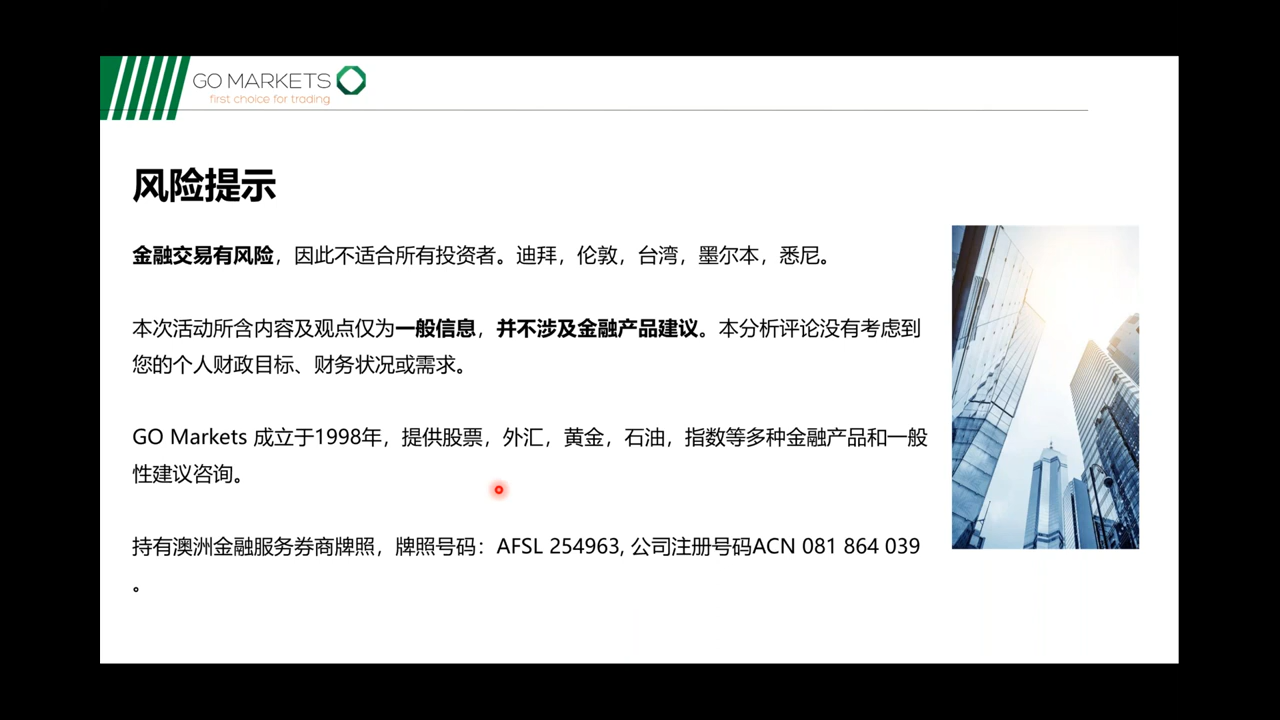 GO MARKETS
first choice for trading
风险提示
金融交易有风险，因此不适合所有投资者。迪拜，伦敦，台湾，墨尔本，悉尼。
本次活动所含内容及观点仅为一般信息，并不涉及金融产品建议。本分析评论没有考虑到
您的个人财政目标、财务状况或需求。
GO Markets 成立于1998年，提供股票，外汇，黄金，石油，指数等多种金融产品和一般
性建议咨询。
持有澳洲金融服务券商牌照，牌照号码：AFSL 254963, 公司注册号码ACN 081 864 039
。